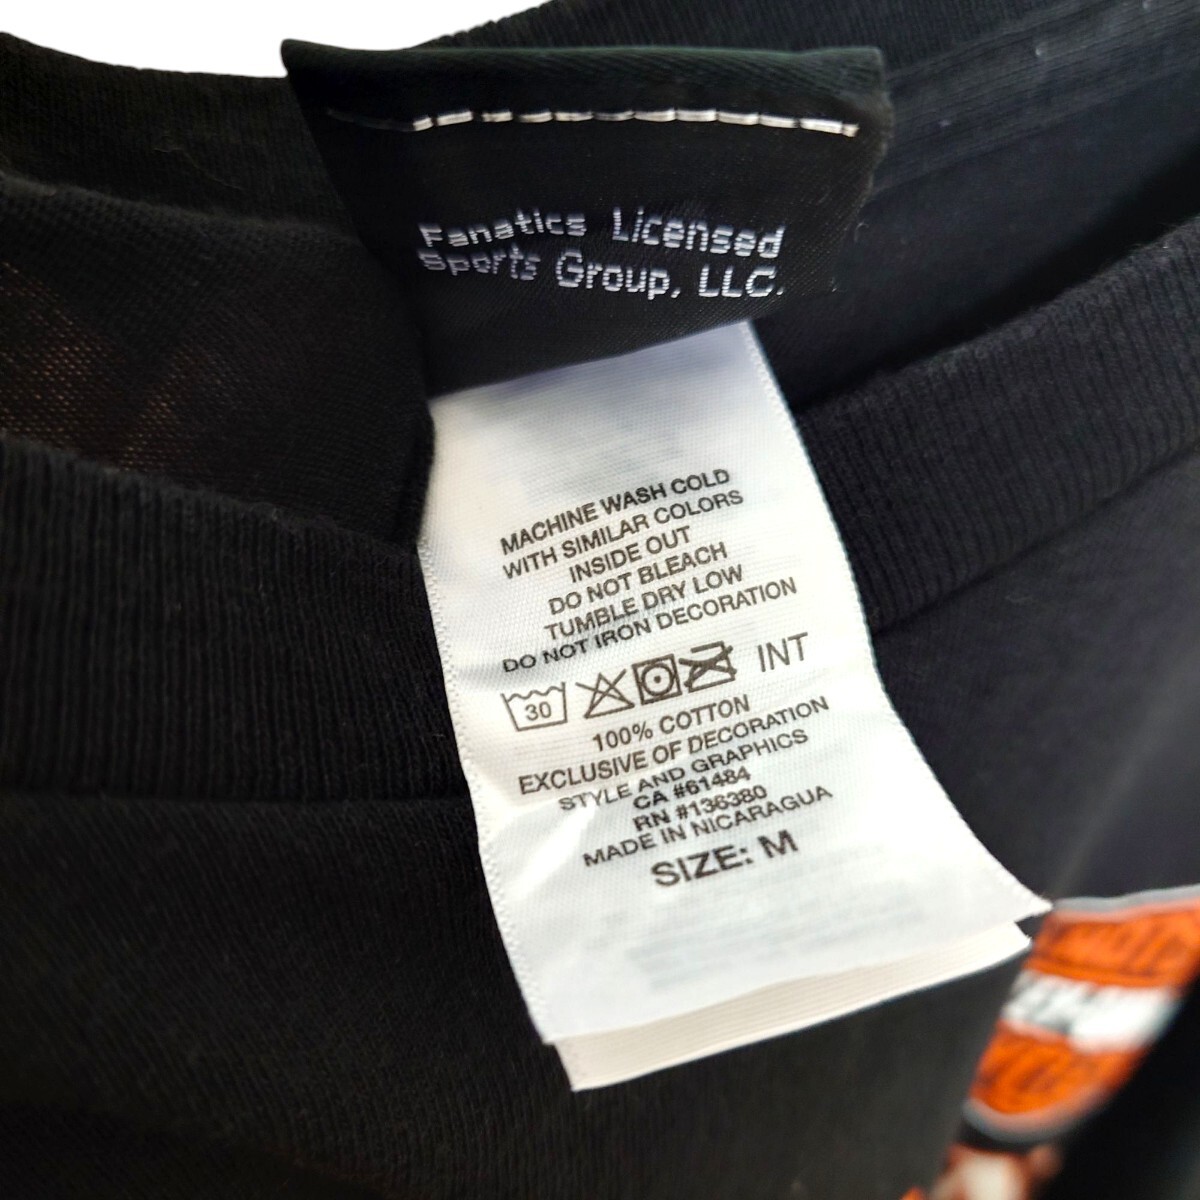 Fanatics Licensed
Sports Group, LLC.
MACHINE WASH COLD
WITH SIMILAR COLORS
INSIDE OUT
DO NOT BLEACH
TUMBLE DRY LOW
DO NOT IRON DECORATION
30 INT
100% COTTON
EXCLUSIVE OF DECORATION
STYLE AND GRAPHICS
CA #61484
RN #136380
MADE IN NICARAGUA
SIZE: M